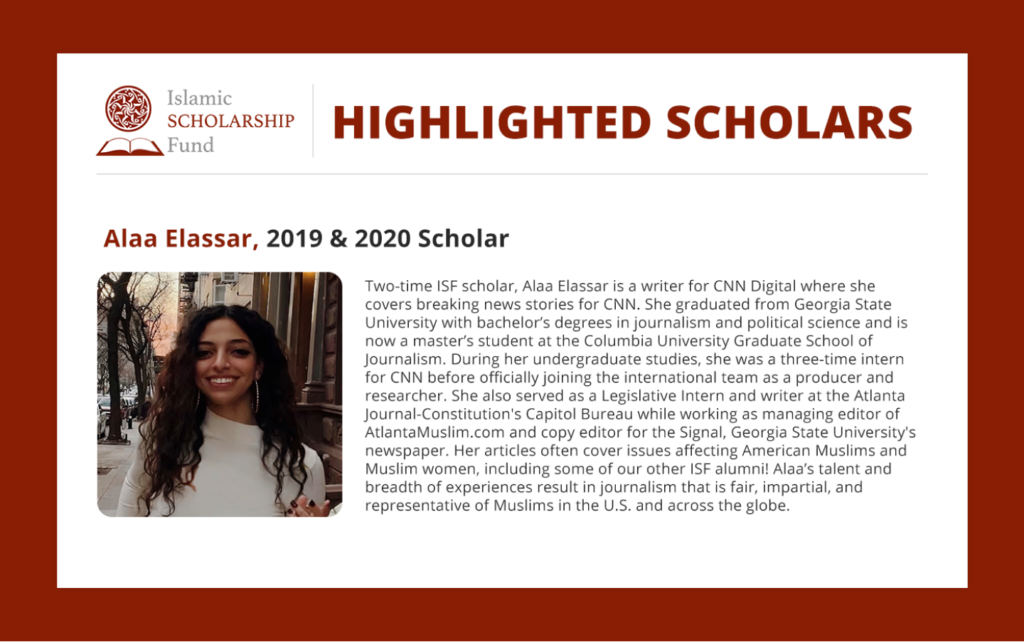 Islamic
SCHOLARSHIP
Fund
HIGHLIGHTED SCHOLARS
Alaa Elassar, 2019 & 2020 Scholar
Two-time ISF scholar, Alaa Elassar is a writer for CNN Digital where she
covers breaking news stories for CNN. She graduated from Georgia State
University with bachelor’s degrees in journalism and political science and is
now a master’s student at the Columbia University Graduate School of
Journalism. During her undergraduate studies, she was a three-time intern
for CNN before officially joining the international team as a producer and
researcher. She also served as a Legislative Intern and writer at the Atlanta
Journal-Constitution's Capitol Bureau while working as managing editor of
AtlantaMuslim.com and copy editor for the Signal, Georgia State University's
newspaper. Her articles often cover issues affecting American Muslims and
Muslim women, including some of our other ISF alumni! Alaa’s talent and
breadth of experiences result in journalism that is fair, impartial, and
representative of Muslims in the U.S. and across the globe.